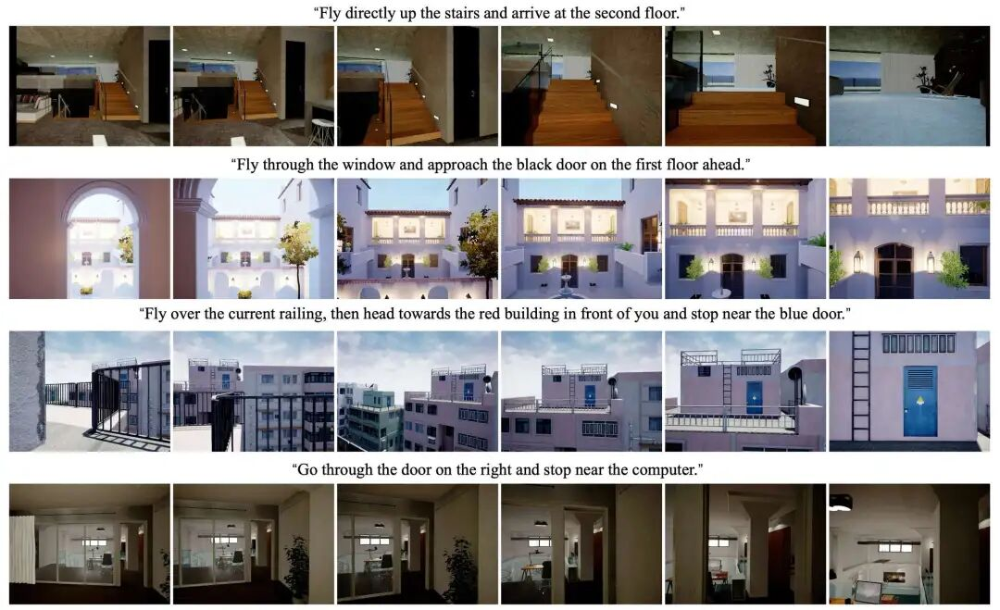 “Fly directly up the stairs and arrive at the second floor.”
“Fly through the window and approach the black door on the first floor ahead.”
“Fly over the current railing, then head towards the red building in front of you and stop near the blue door.”
“Go through the door on the right and stop near the computer.”